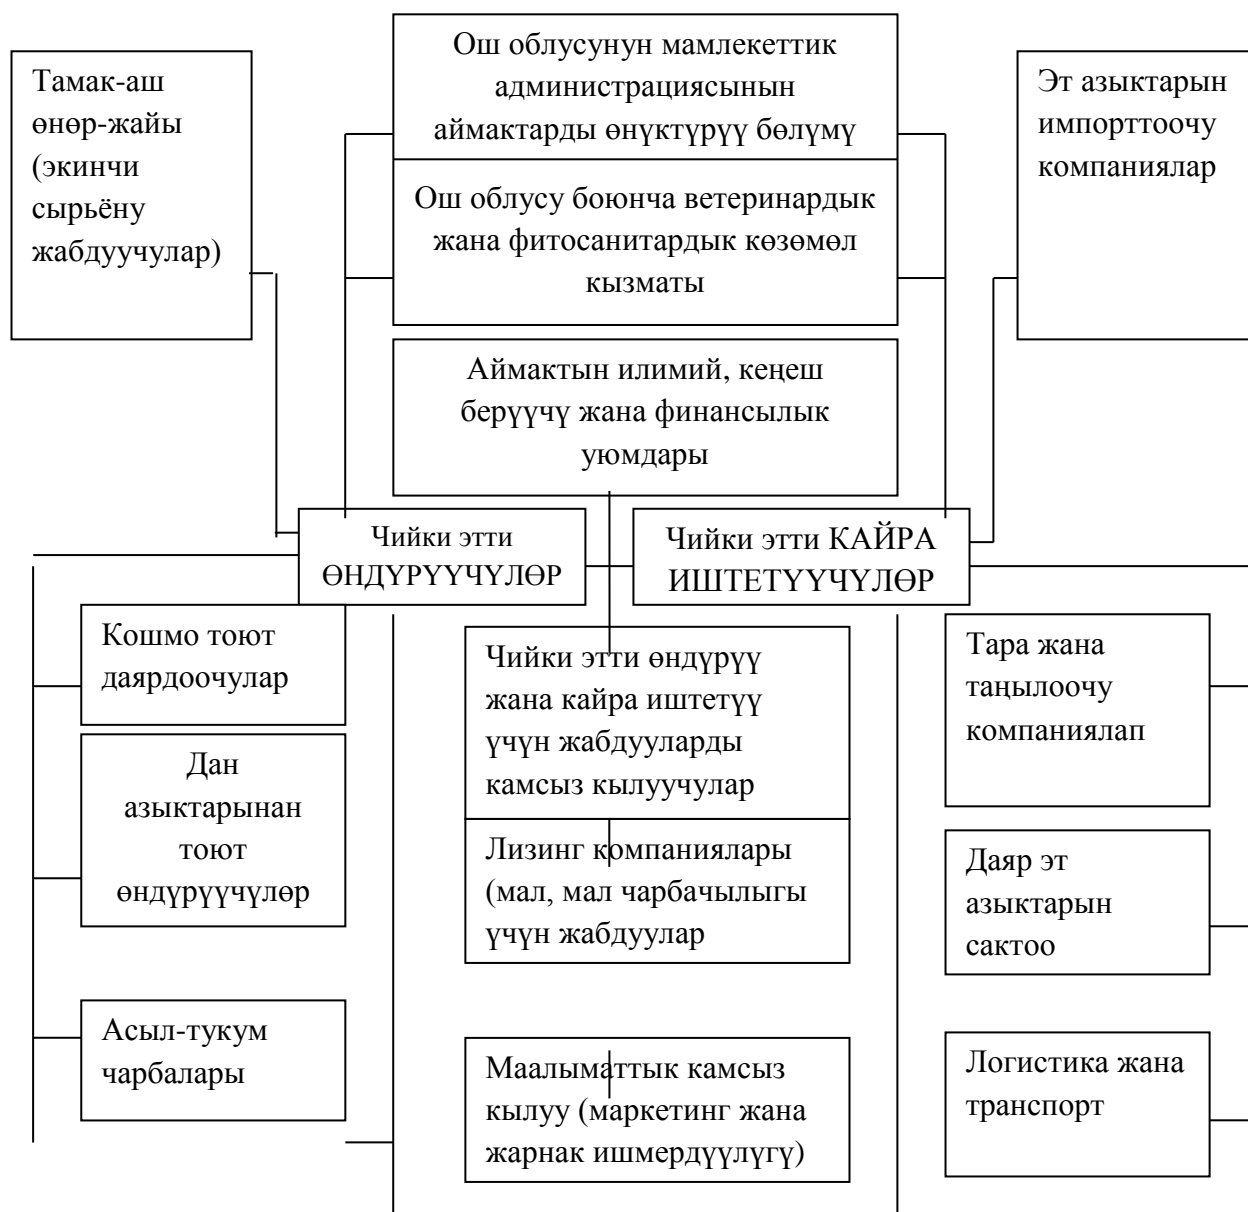 Ош облусунун мамлекеттик
администрациясынын
аймактарды өнүктүрүү бөлүмү
Тамак-аш
өнөр-жайы
(экинчи
сырьёну
жабдуучулар)
Эт азыктарын
импорттоочу
компаниялар
Ош облусу боюнча ветеринардык
жана фитосанитардык көзөмөл
кызматы
Аймактын илимий, кеңеш
берүүчү жана финансылык
уюмдары
Чийки этти
ӨНДҮРҮҮЧҮЛӨР
Чийки этти КАЙРА
ИШТЕТҮҮЧҮЛӨР
Кошмо тоют
даярдоочулар
Дан
азыктарынан
тоют
өндүрүүчүлөр
Асыл-тукум
чарбалары
Чийки этти өндүрүү
жана кайра иштетүү
үчүн жабдууларды
камсыз кылуучулар
Лизинг компаниялары
(мал, мал чарбачылыгы
үчүн жабдуулар
Маалыматтык камсыз
кылуу (маркетинг жана
жарнак ишмердүүлүгү)
Тара жана
таңылоочу
компаниялап
Даяр эт
азыктарын
сактоо
Логистика жана
транспорт